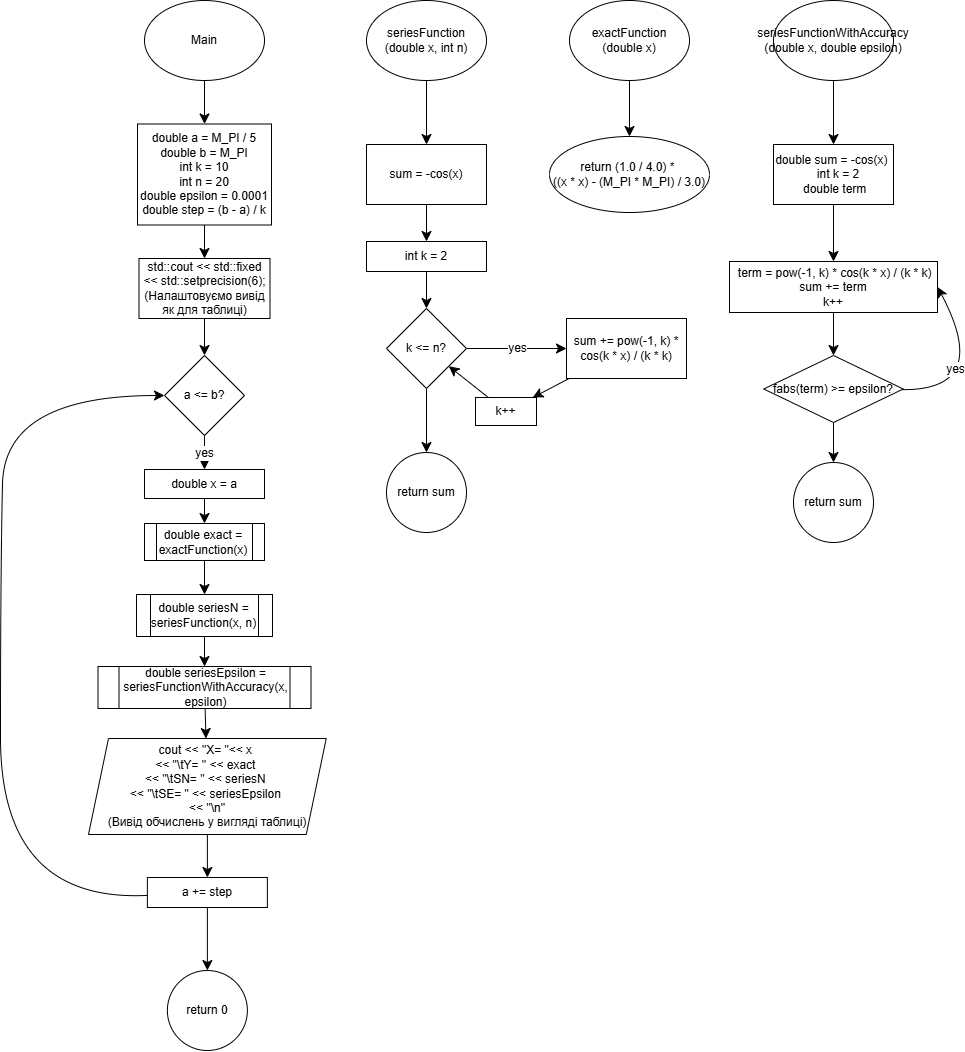 Main
double a = M_PI / 5
double b = M_PI
int k = 10
int n = 20
double epsilon = 0.0001
double step = (b - a) / k
std::cout << std::fixed
<< std::setprecision(6);
(Налаштовуємо вивід
як для таблиці)
a <= b?
yes
double x = a
double exact =
exactFunction(x)
double seriesN =
seriesFunction(x, n)
double seriesEpsilon =
seriesFunctionWithAccuracy(x,
epsilon)
cout << "X= "<< x
<< "\tY= " << exact
<< "\tSN= " << seriesN
<< "\tSE= " << seriesEpsilon
<< "\n"
(Вивід обчислень у вигляді таблиці)
a += step
return 0
seriesFunction
(double x, int n)
sum = -cos(x)
int k = 2
k <= n?
yes
sum += pow(-1, k) *
cos(k * x) / (k * k)
k++
return sum
exactFunction
(double x)
return (1.0 / 4.0) *
((x * x) - (M_PI * M_PI) / 3.0)
seriesFunctionWithAccuracy
(double x, double epsilon)
double sum = -cos(x)
int k = 2
double term
term = pow(-1, k) * cos(k * x) / (k * k)
sum += term
k++
fabs(term) >= epsilon?
yes
return sum